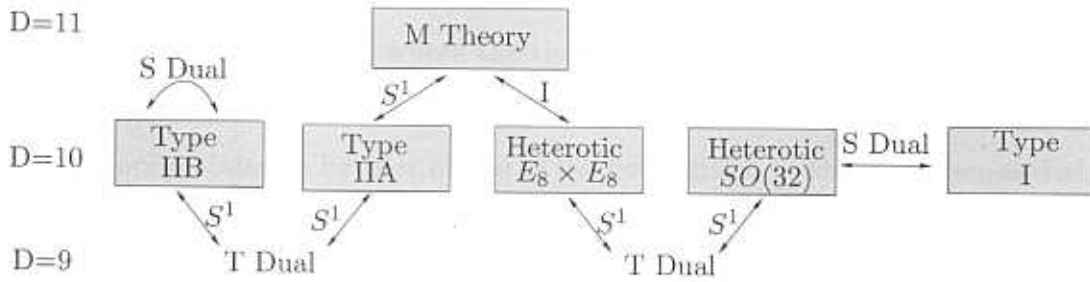 D=11
M Theory
S Dual
S¹
I
D=10
Type
IIB
Type
IIA
Heterotic
E₈ × E₈
Heterotic
SO(32)
S Dual
Type
I
S¹
S¹
S¹
S¹
D=9
T Dual
T Dual